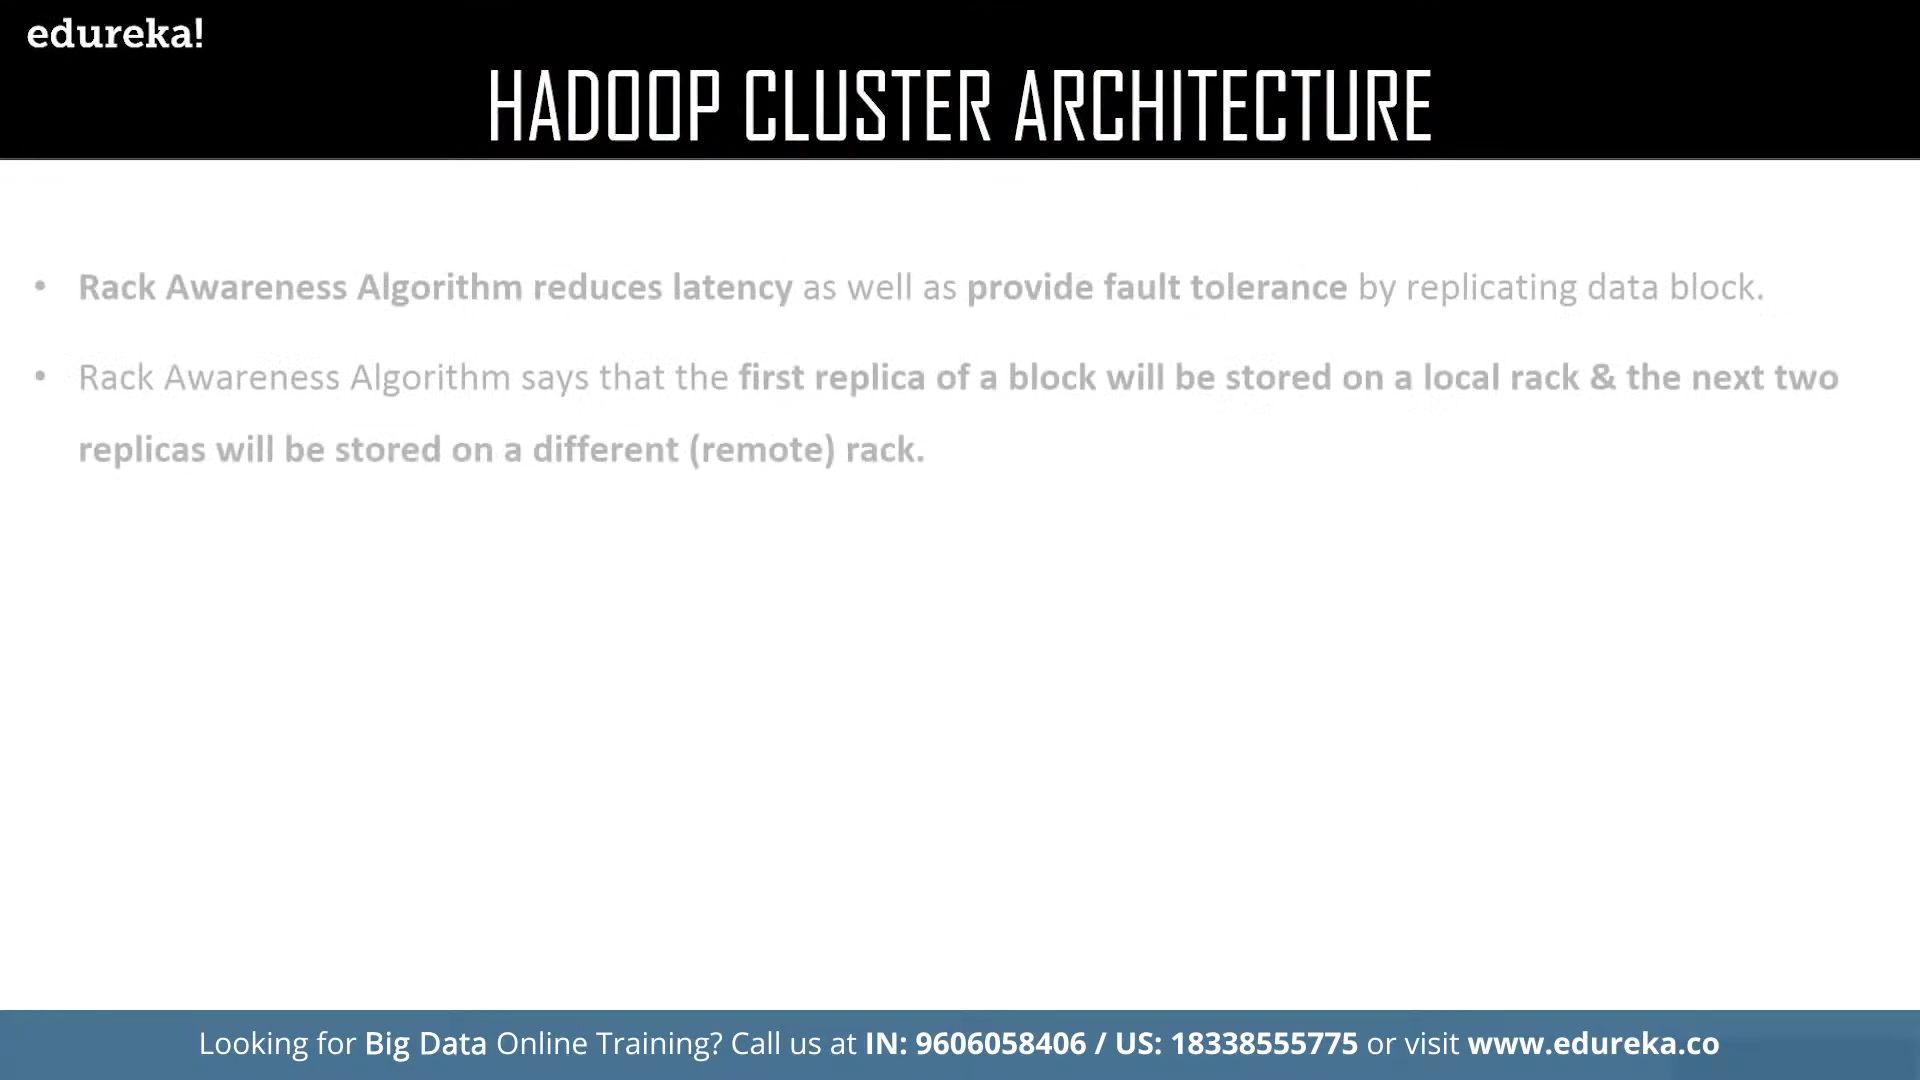 edureka!
HADOOP CLUSTER ARCHITECTURE
• Rack Awareness Algorithm reduces latency as well as provide fault tolerance by replicating data block.
• Rack Awareness Algorithm says that the first replica of a block will be stored on a local rack & the next two
replicas will be stored on a different (remote) rack.
Looking for Big Data Online Training? Call us at IN: 9606058406 / US: 18338555775 or visit www.edureka.co